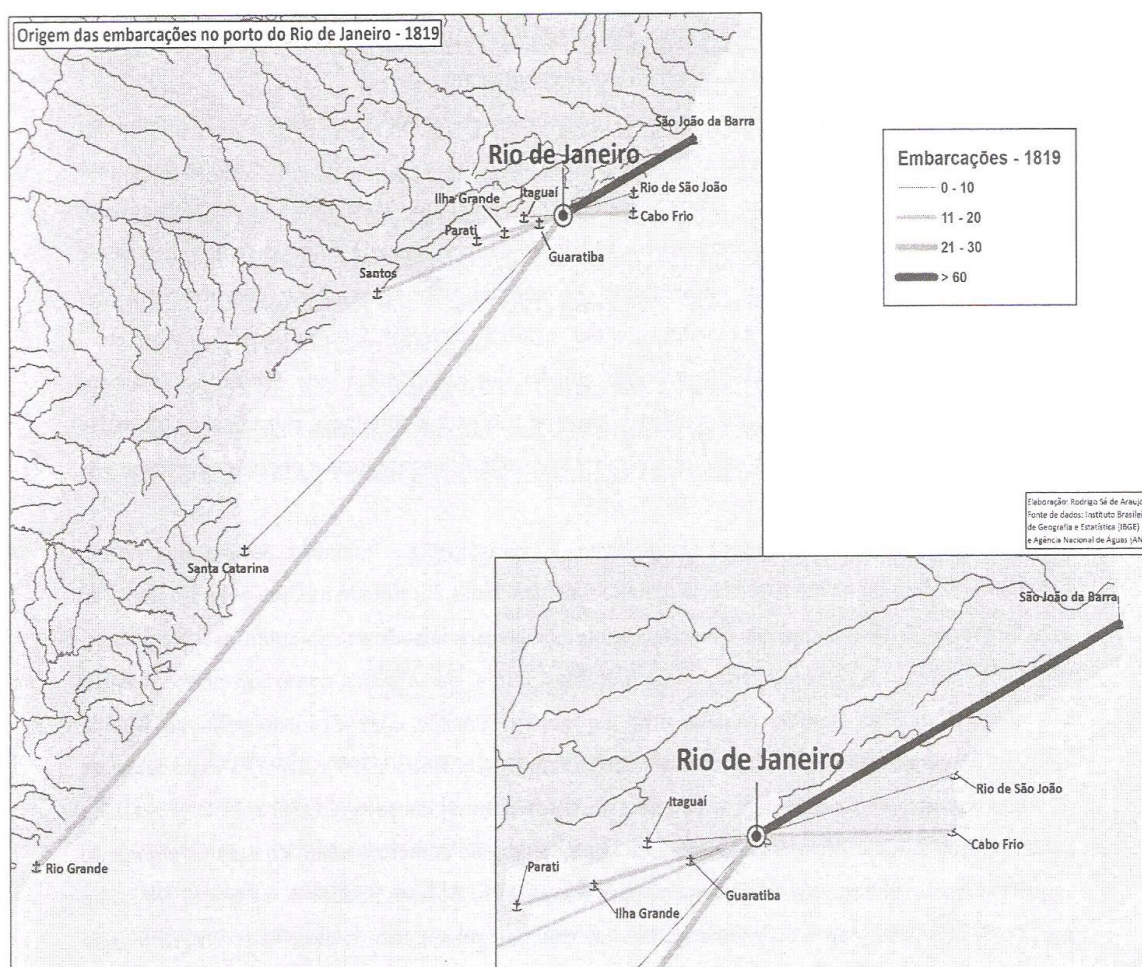 Origem das embarcações no porto do Rio de Janeiro - 1819
São João da Barra
Rio de Janeiro
Rio de São João
Itaguaí
Ilha Grande
Cabo Frio
Parati
Guaratiba
Santos
Santa Catarina
Rio Grande
Embarcações - 1819
0 - 10
11 - 20
21 - 30
> 60
Elaboração: Rodrigo Sá de Araujo
Fonte de dados: Instituto Brasilei
de Geografia e Estatística (IBGE)
e Agência Nacional de Águas (AN
São João da Barra
Rio de Janeiro
Rio de São João
Itaguaí
Cabo Frio
Parati
Guaratiba
Ilha Grande